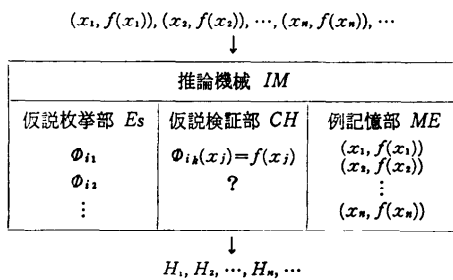 (x₁, f(x₁)), (x₂, f(x₂)), …, (xₙ, f(xₙ)), …
↓
推論機械 IM
仮説枚挙部 Es 仮説検証部 CH 例記憶部 ME
Φi₁ Φiₖ(xⱼ)=f(xⱼ) (x₁, f(x₁))
Φi₂ ? (x₂, f(x₂))
⋮ ⋮
(xₙ, f(xₙ))
↓
H₁, H₂, …, Hₙ, …